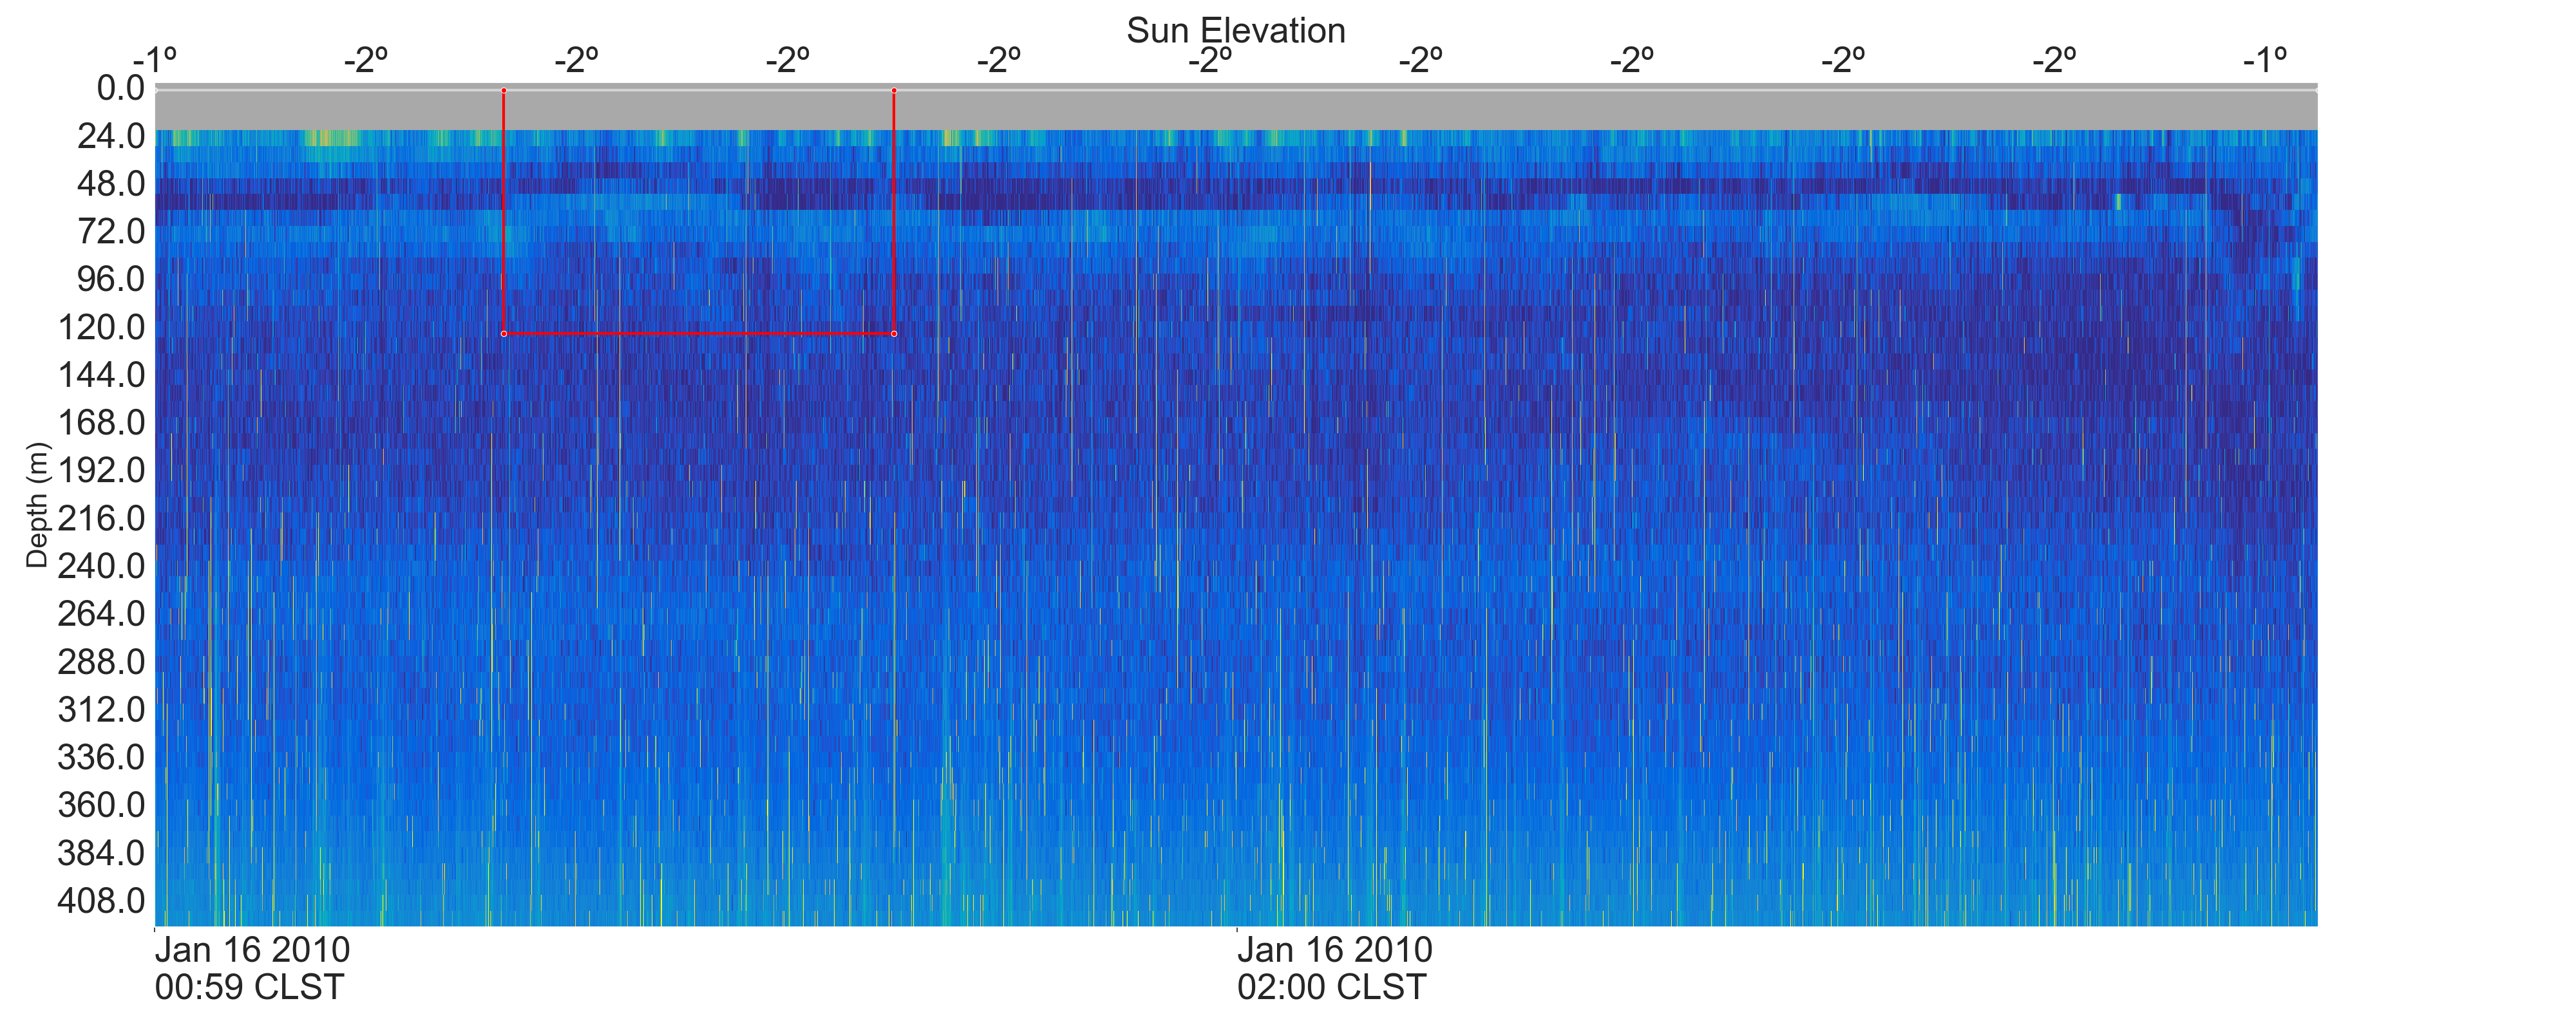 Sun Elevation
-1º -2º -2º -2º -2º -2º -2º -2º -2º -2º -1º
0.0
24.0
48.0
72.0
96.0
120.0
144.0
168.0
192.0
216.0
240.0
264.0
288.0
312.0
336.0
360.0
384.0
408.0
Depth (m)
Jan 16 2010
00:59 CLST
Jan 16 2010
02:00 CLST